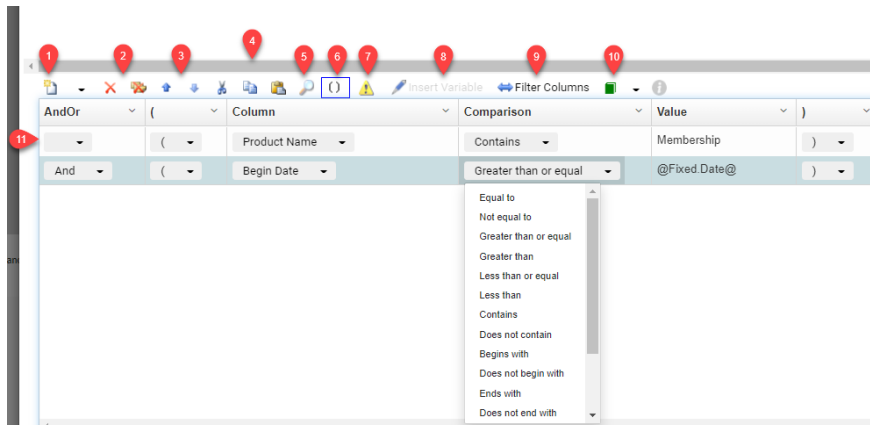 1 2 3 4 5 6 7 8 9 10
( ) Insert Variable Filter Columns
AndOr ( Column Comparison Value )
11 ( Product Name Contains Membership )
And ( Begin Date Greater than or equal @Fixed.Date@ )
Equal to
Not equal to
Greater than or equal
Greater than
Less than or equal
Less than
Contains
Does not contain
Begins with
Does not begin with
Ends with
Does not end with